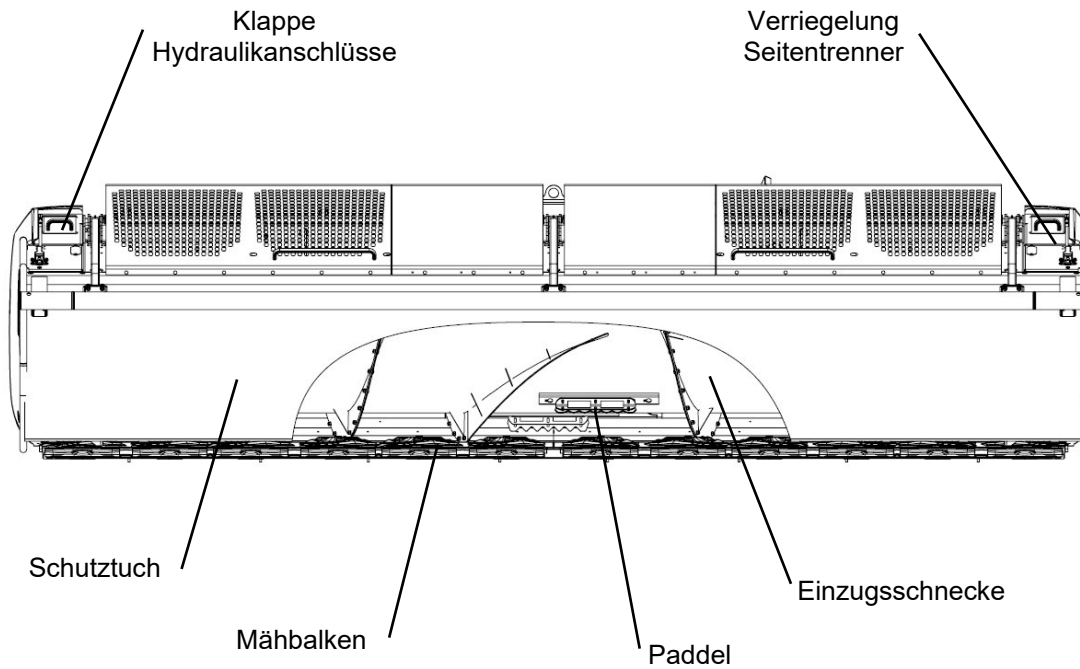 Klappe
Hydraulikanschlüsse
Verriegelung
Seitentrenner
Schutztuch
Einzugsschnecke
Mähbalken
Paddel